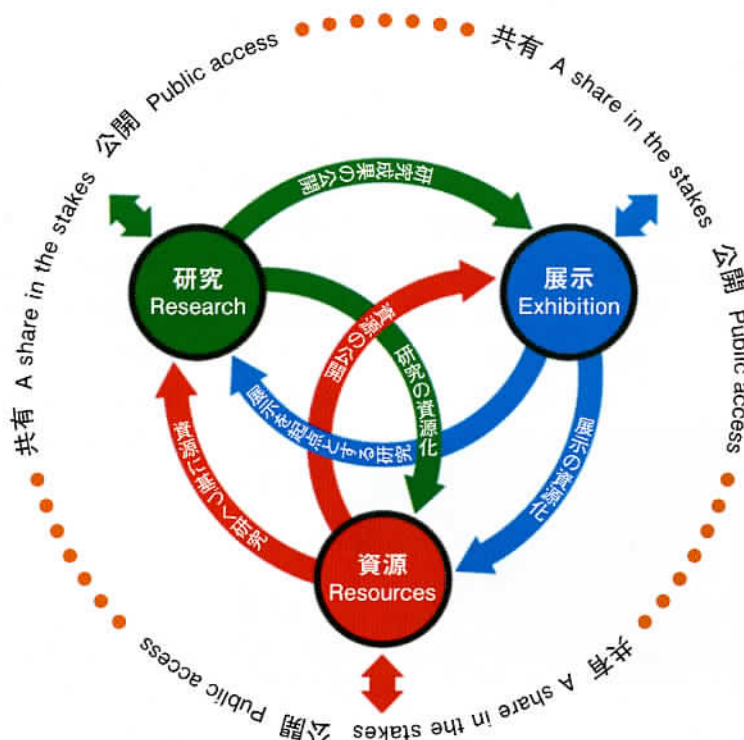 共有 A share in the stakes 公開 Public access
共有 A share in the stakes 公開 Public access
共有 A share in the stakes 公開 Public access
研究成果の公開
研究
Research
展示
Exhibition
資源の公開
研究の資源化
展示を起点とする研究
資源に基づく研究
展示の資源化
資源
Resources